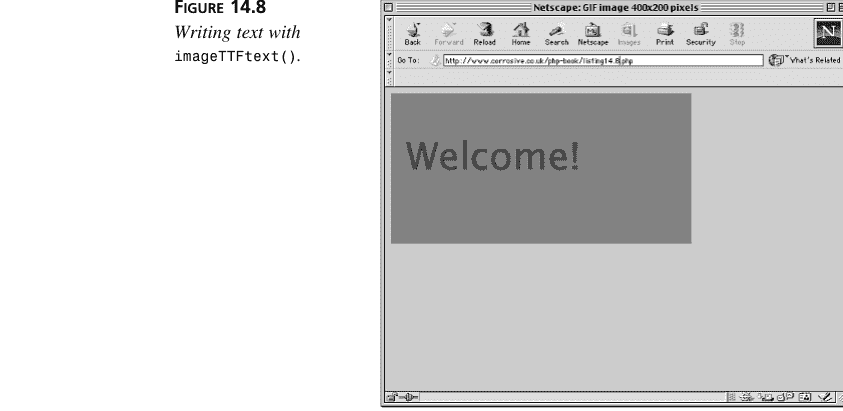 FIGURE 14.8
Writing text with
imageTTFtext().
Netscape: GIF image 400x200 pixels
Back Forward Reload Home Search Netscape Images Print Security Stop
N
Go To: http://www.corrosive.co.uk/php-book/listing14.8.php What's Related
Welcome!